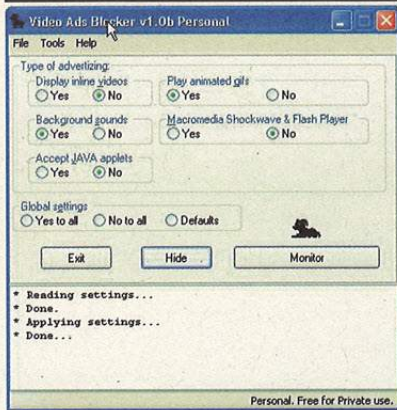 Video Ads Blocker v1.0b Personal
File Tools Help
Type of advertizing:
Display inline videos Play animated gifs
Yes No Yes No
Background sounds Macromedia Shockwave & Flash Player
Yes No Yes No
Accept JAVA applets
Yes No
Global settings
Yes to all No to all Defaults
Exit Hide Monitor
* Reading settings...
* Done.
* Applying settings...
* Done...
Personal. Free for Private use.